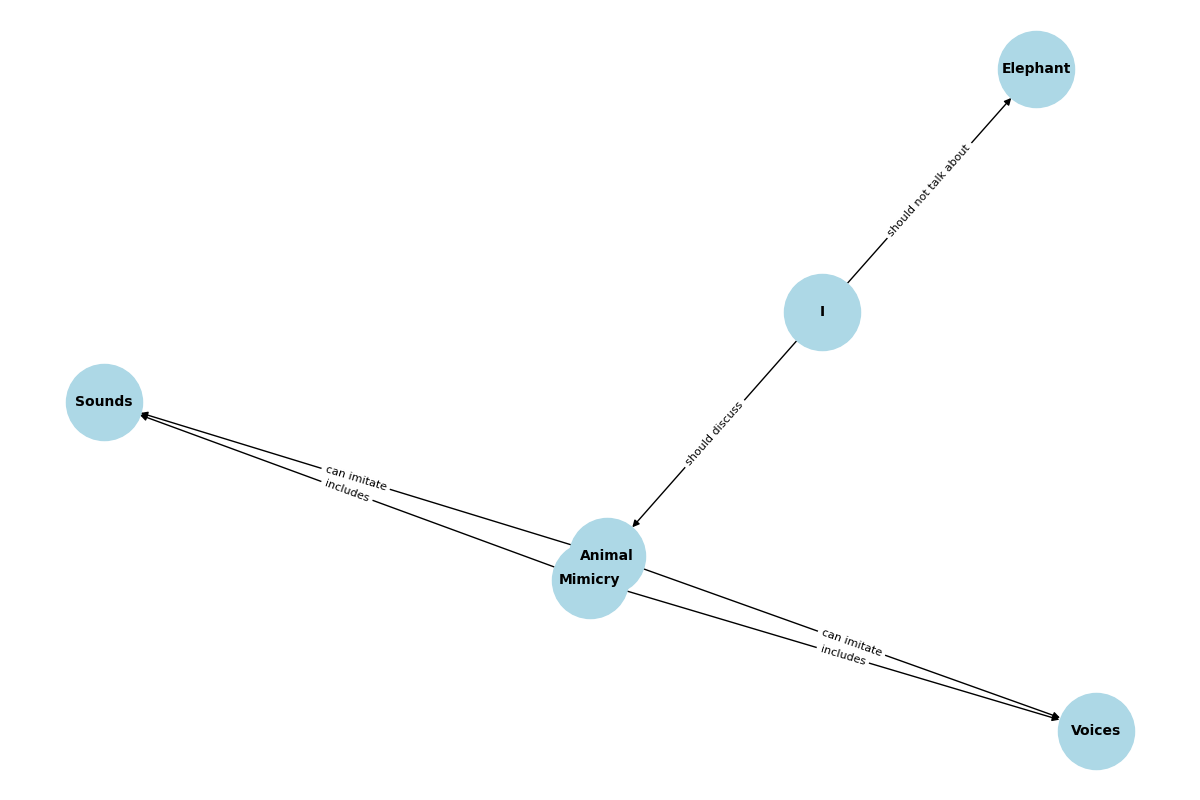 Elephant
should not talk about
I
Sounds
should discuss
can imitate
includes
Animal
Mimicry
can imitate
includes
Voices